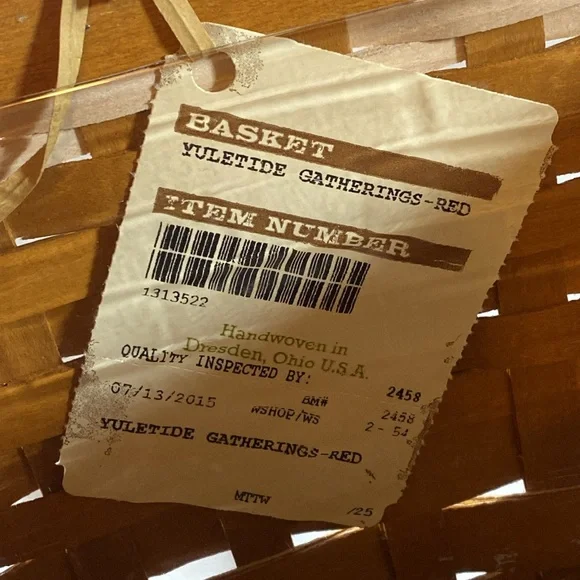 BASKET
YULETIDE GATHERINGS-RED
ITEM NUMBER
1313522
Handwoven in
Dresden, Ohio U.S.A.
QUALITY INSPECTED BY: 2458
07/13/2015 BM# 2458
WSHOP/WS 2- 54
YULETIDE GATHERINGS-RED
MTTW /25